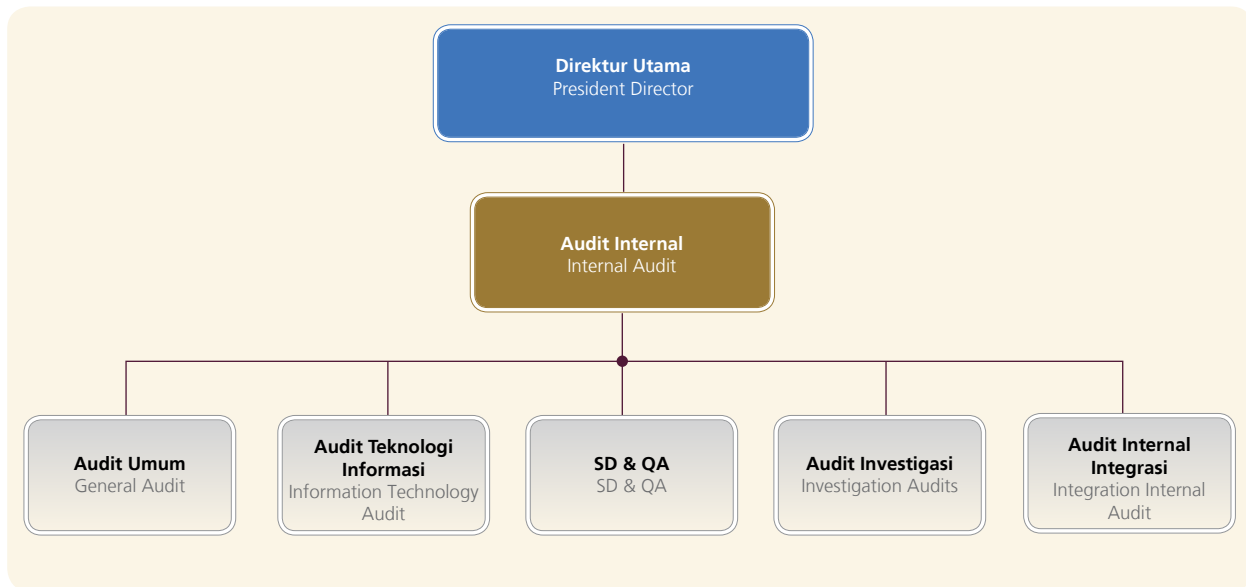 Direktur Utama
President Director
Audit Internal
Internal Audit
Audit Umum
General Audit
Audit Teknologi
Informasi
Information Technology
Audit
SD & QA
SD & QA
Audit Investigasi
Investigation Audits
Audit Internal
Integrasi
Integration Internal
Audit